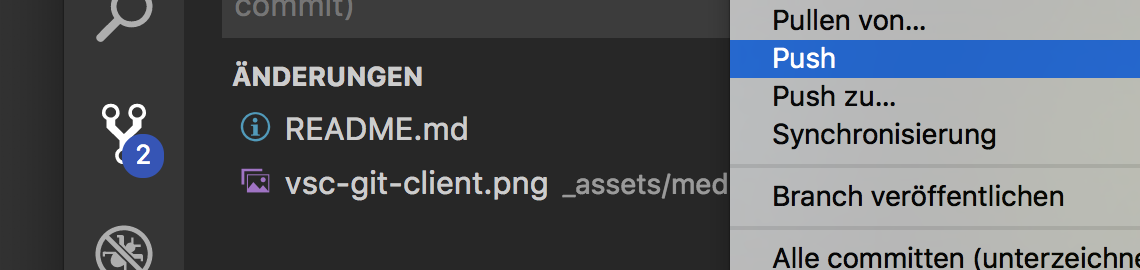 commit)
ÄNDERUNGEN
README.md
vsc-git-client.png _assets/med
2
Pullen von...
Push
Push zu...
Synchronisierung
Branch veröffentlichen
Alle committen (unterzeichne